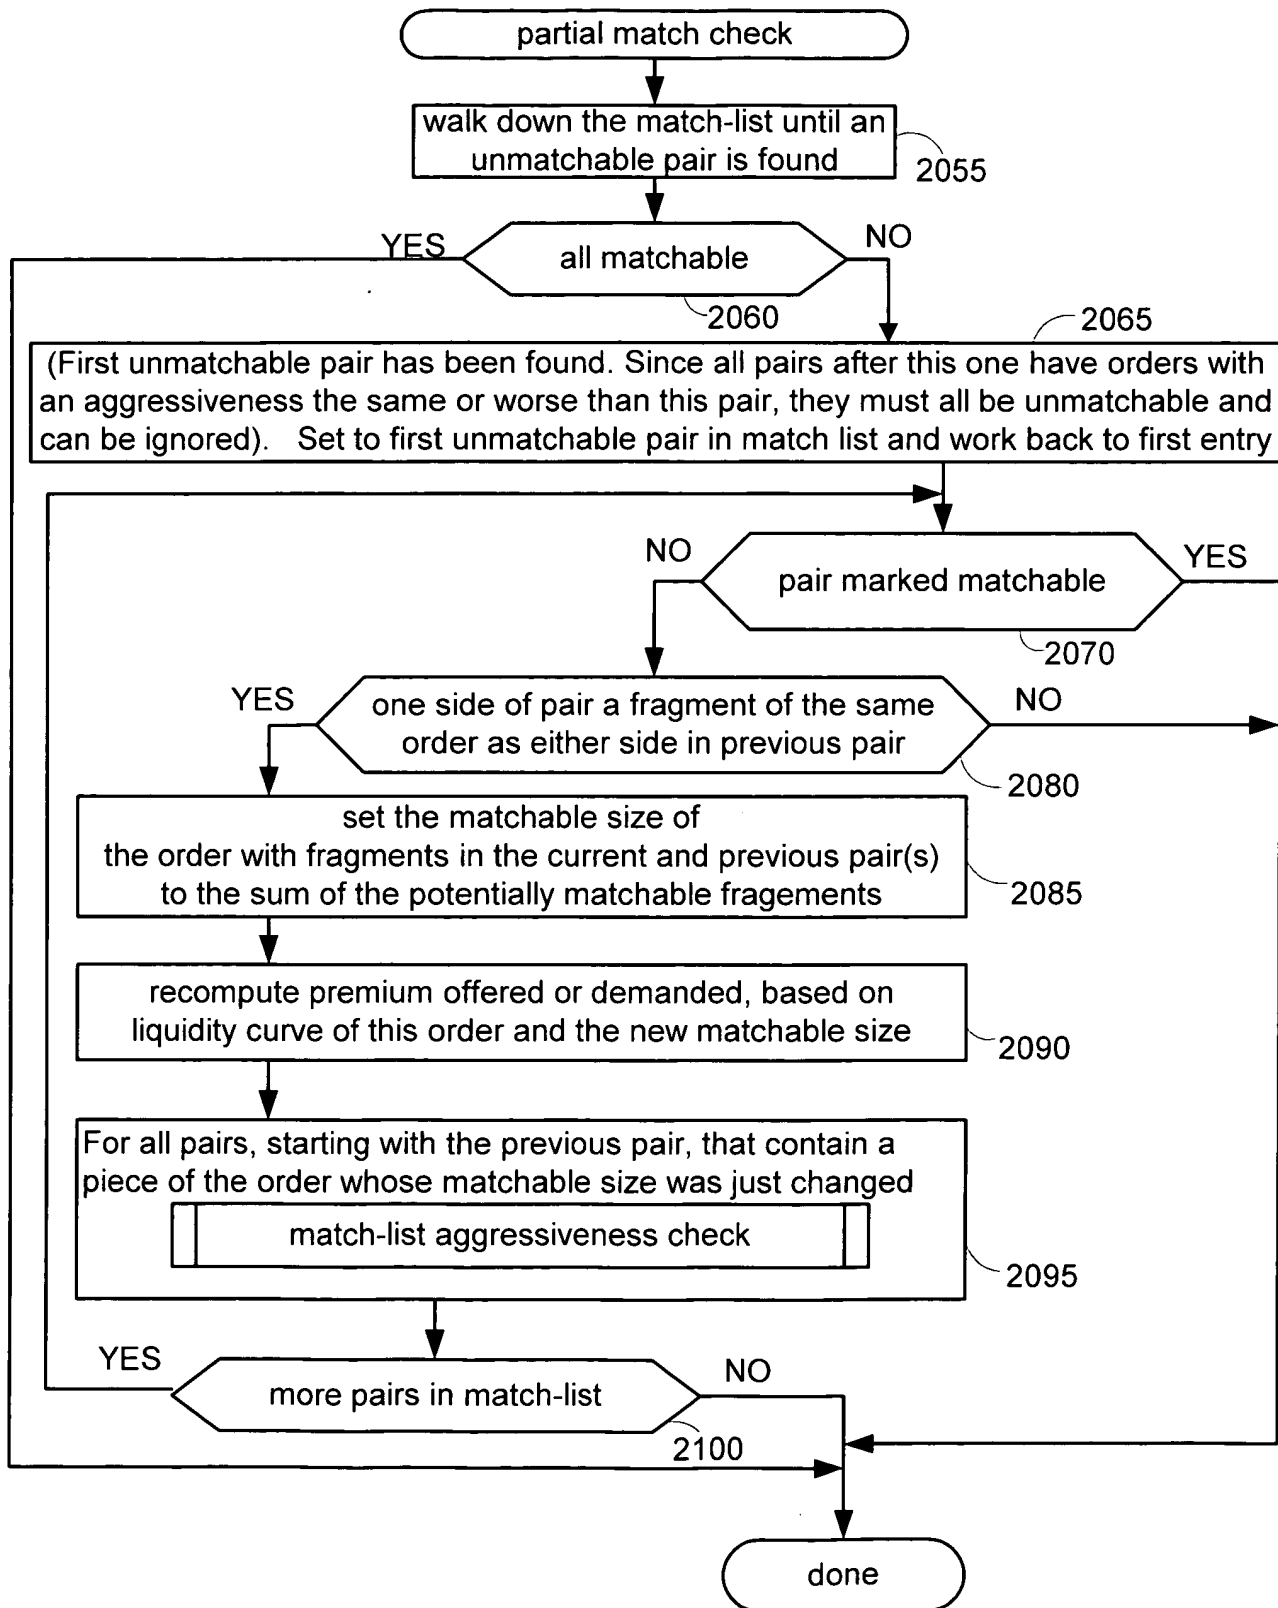 partial match check
walk down the match-list until an
unmatchable pair is found
2055
YES
NO
all matchable
2060
2065
(First unmatchable pair has been found. Since all pairs after this one have orders with
an aggressiveness the same or worse than this pair, they must all be unmatchable and
can be ignored). Set to first unmatchable pair in match list and work back to first entry
NO
YES
pair marked matchable
2070
YES
NO
one side of pair a fragment of the same
order as either side in previous pair
2080
set the matchable size of
the order with fragments in the current and previous pair(s)
to the sum of the potentially matchable fragements
2085
recompute premium offered or demanded, based on
liquidity curve of this order and the new matchable size
2090
For all pairs, starting with the previous pair, that contain a
piece of the order whose matchable size was just changed
match-list aggressiveness check
2095
YES
NO
more pairs in match-list
2100
done